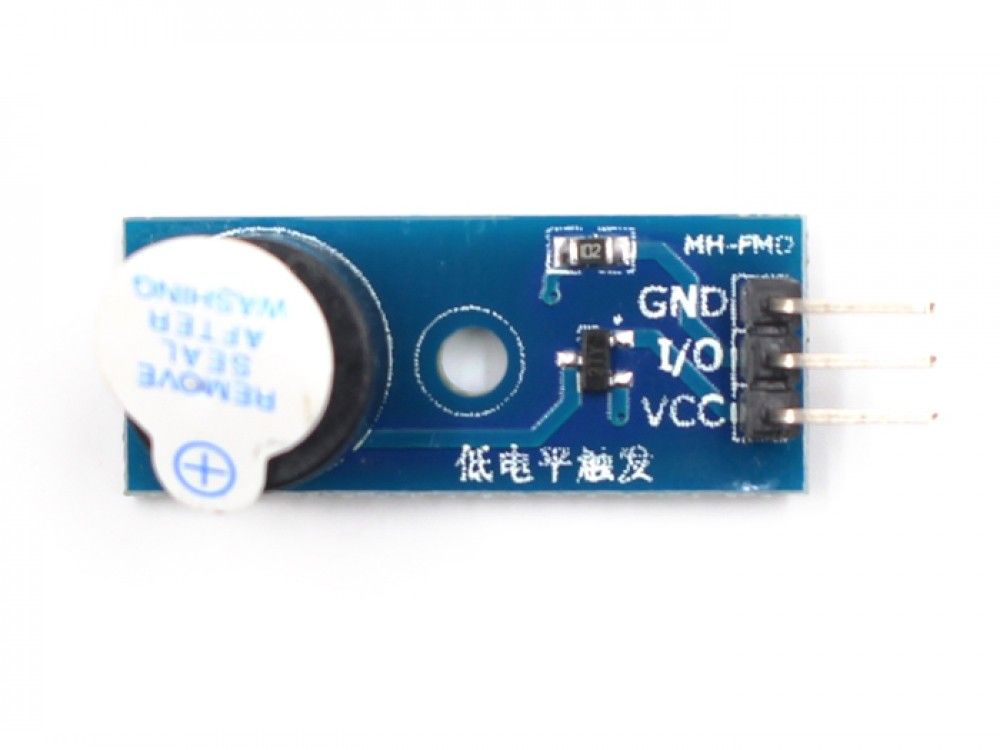 MH-FMD
GND
I/O
VCC
低电平触发
REMOVE
SEAL
AFTER
WASHING